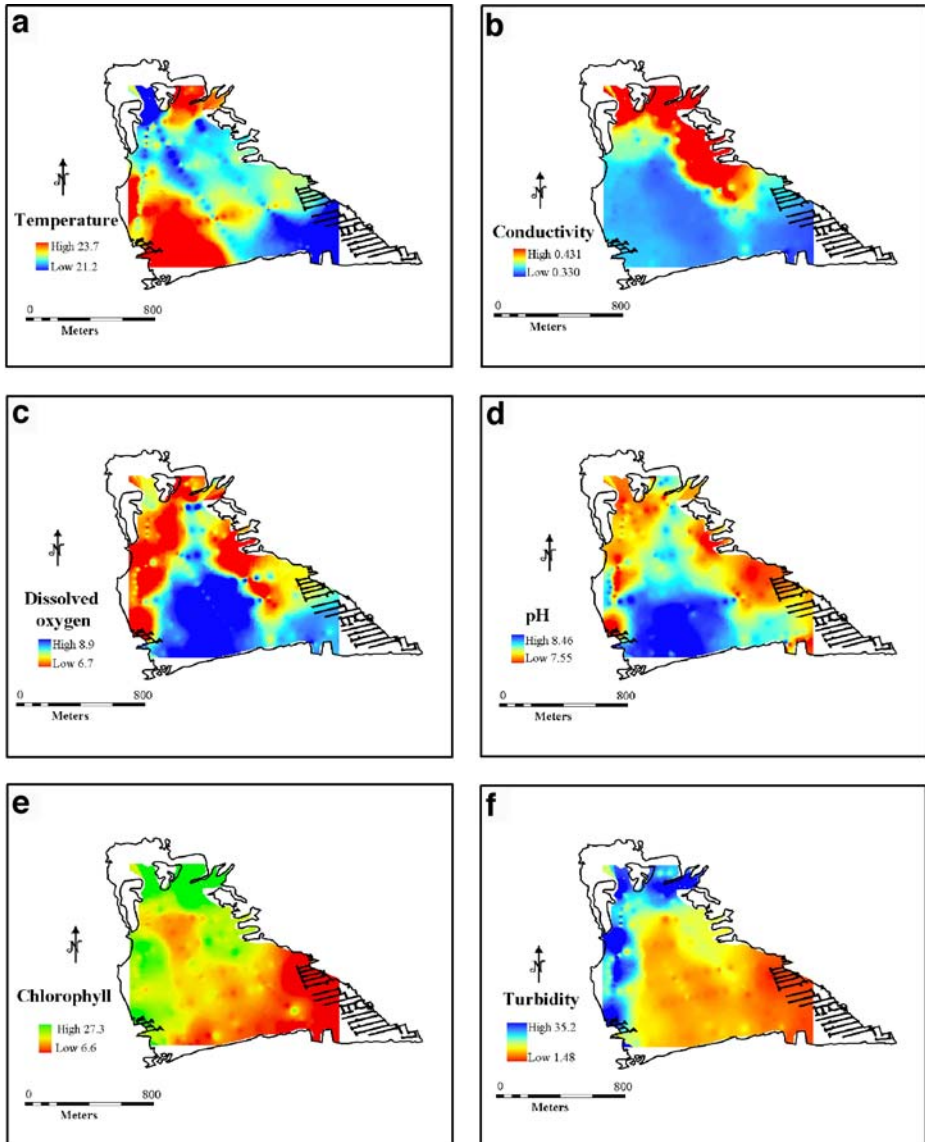 a
N
Temperature
High 23.7
Low 21.2
0 800
Meters
b
N
Conductivity
High 0.431
Low 0.330
0 800
Meters
c
N
Dissolved
oxygen
High 8.9
Low 6.7
0 800
Meters
d
N
pH
High 8.46
Low 7.55
0 800
Meters
e
N
Chlorophyll
High 27.3
Low 6.6
0 800
Meters
f
N
Turbidity
High 35.2
Low 1.48
0 800
Meters